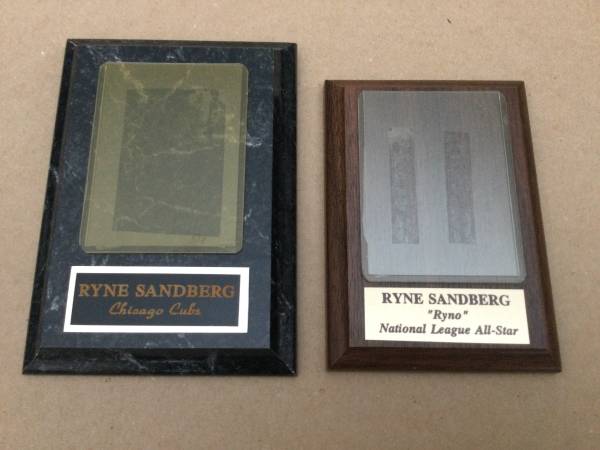 RYNE SANDBERG
Chicago Cubs
RYNE SANDBERG
"Ryno"
National League All-Star